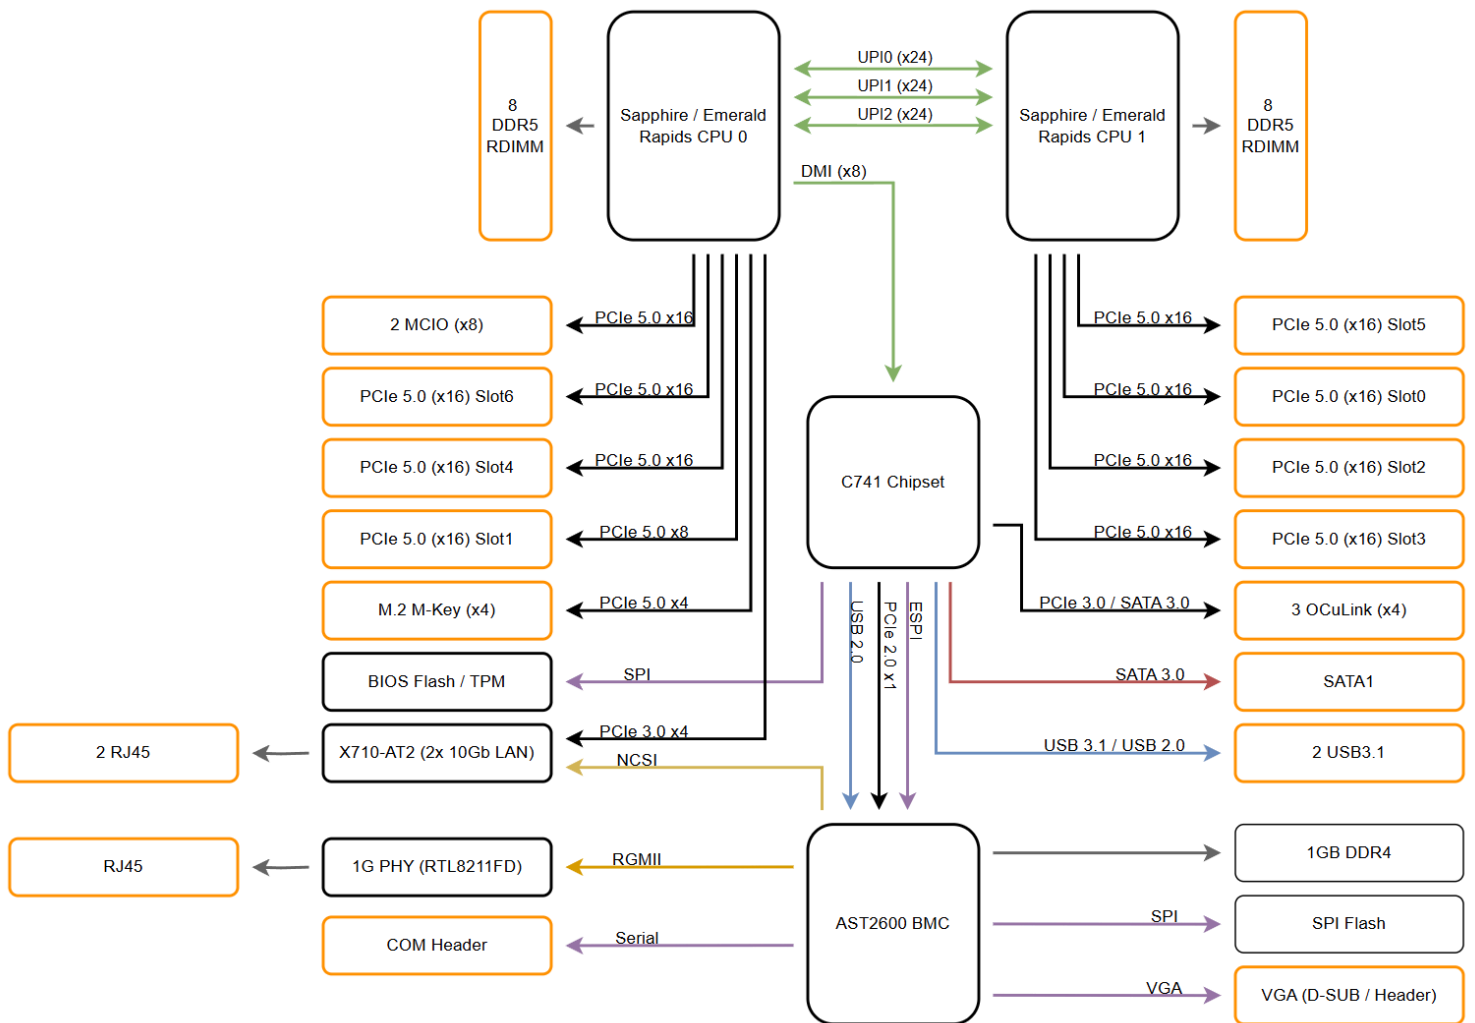 8
DDR5
RDIMM
Sapphire / Emerald
Rapids CPU 0
UPI0 (x24)
UPI1 (x24)
UPI2 (x24)
DMI (x8)
Sapphire / Emerald
Rapids CPU 1
8
DDR5
RDIMM
2 MCIO (x8)
PCIe 5.0 x16
PCIe 5.0 x16
PCIe 5.0 (x16) Slot5
PCIe 5.0 (x16) Slot6
PCIe 5.0 x16
PCIe 5.0 x16
PCIe 5.0 (x16) Slot0
PCIe 5.0 (x16) Slot4
PCIe 5.0 x16
C741 Chipset
PCIe 5.0 x16
PCIe 5.0 (x16) Slot2
PCIe 5.0 (x16) Slot1
PCIe 5.0 x8
PCIe 5.0 x16
PCIe 5.0 (x16) Slot3
M.2 M-Key (x4)
PCIe 5.0 x4
USB 2.0
PCIe 2.0 x1
ESPI
PCIe 3.0 / SATA 3.0
3 OCuLink (x4)
BIOS Flash / TPM
SPI
SATA 3.0
SATA1
2 RJ45
X710-AT2 (2x 10Gb LAN)
PCIe 3.0 x4
NCSI
USB 3.1 / USB 2.0
2 USB3.1
RJ45
1G PHY (RTL8211FD)
RGMII
1GB DDR4
COM Header
Serial
AST2600 BMC
SPI
SPI Flash
VGA
VGA (D-SUB / Header)